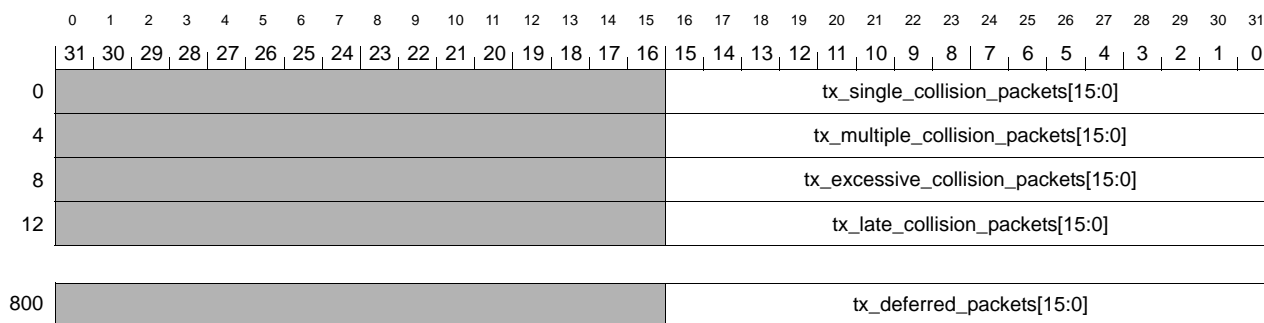 0 1 2 3 4 5 6 7 8 9 10 11 12 13 14 15 16 17 18 19 20 21 22 23 24 25 26 27 28 29 30 31
31 30 29 28 27 26 25 24 23 22 21 20 19 18 17 16 15 14 13 12 11 10 9 8 7 6 5 4 3 2 1 0
0 tx_single_collision_packets[15:0]
4 tx_multiple_collision_packets[15:0]
8 tx_excessive_collision_packets[15:0]
12 tx_late_collision_packets[15:0]
800 tx_deferred_packets[15:0]